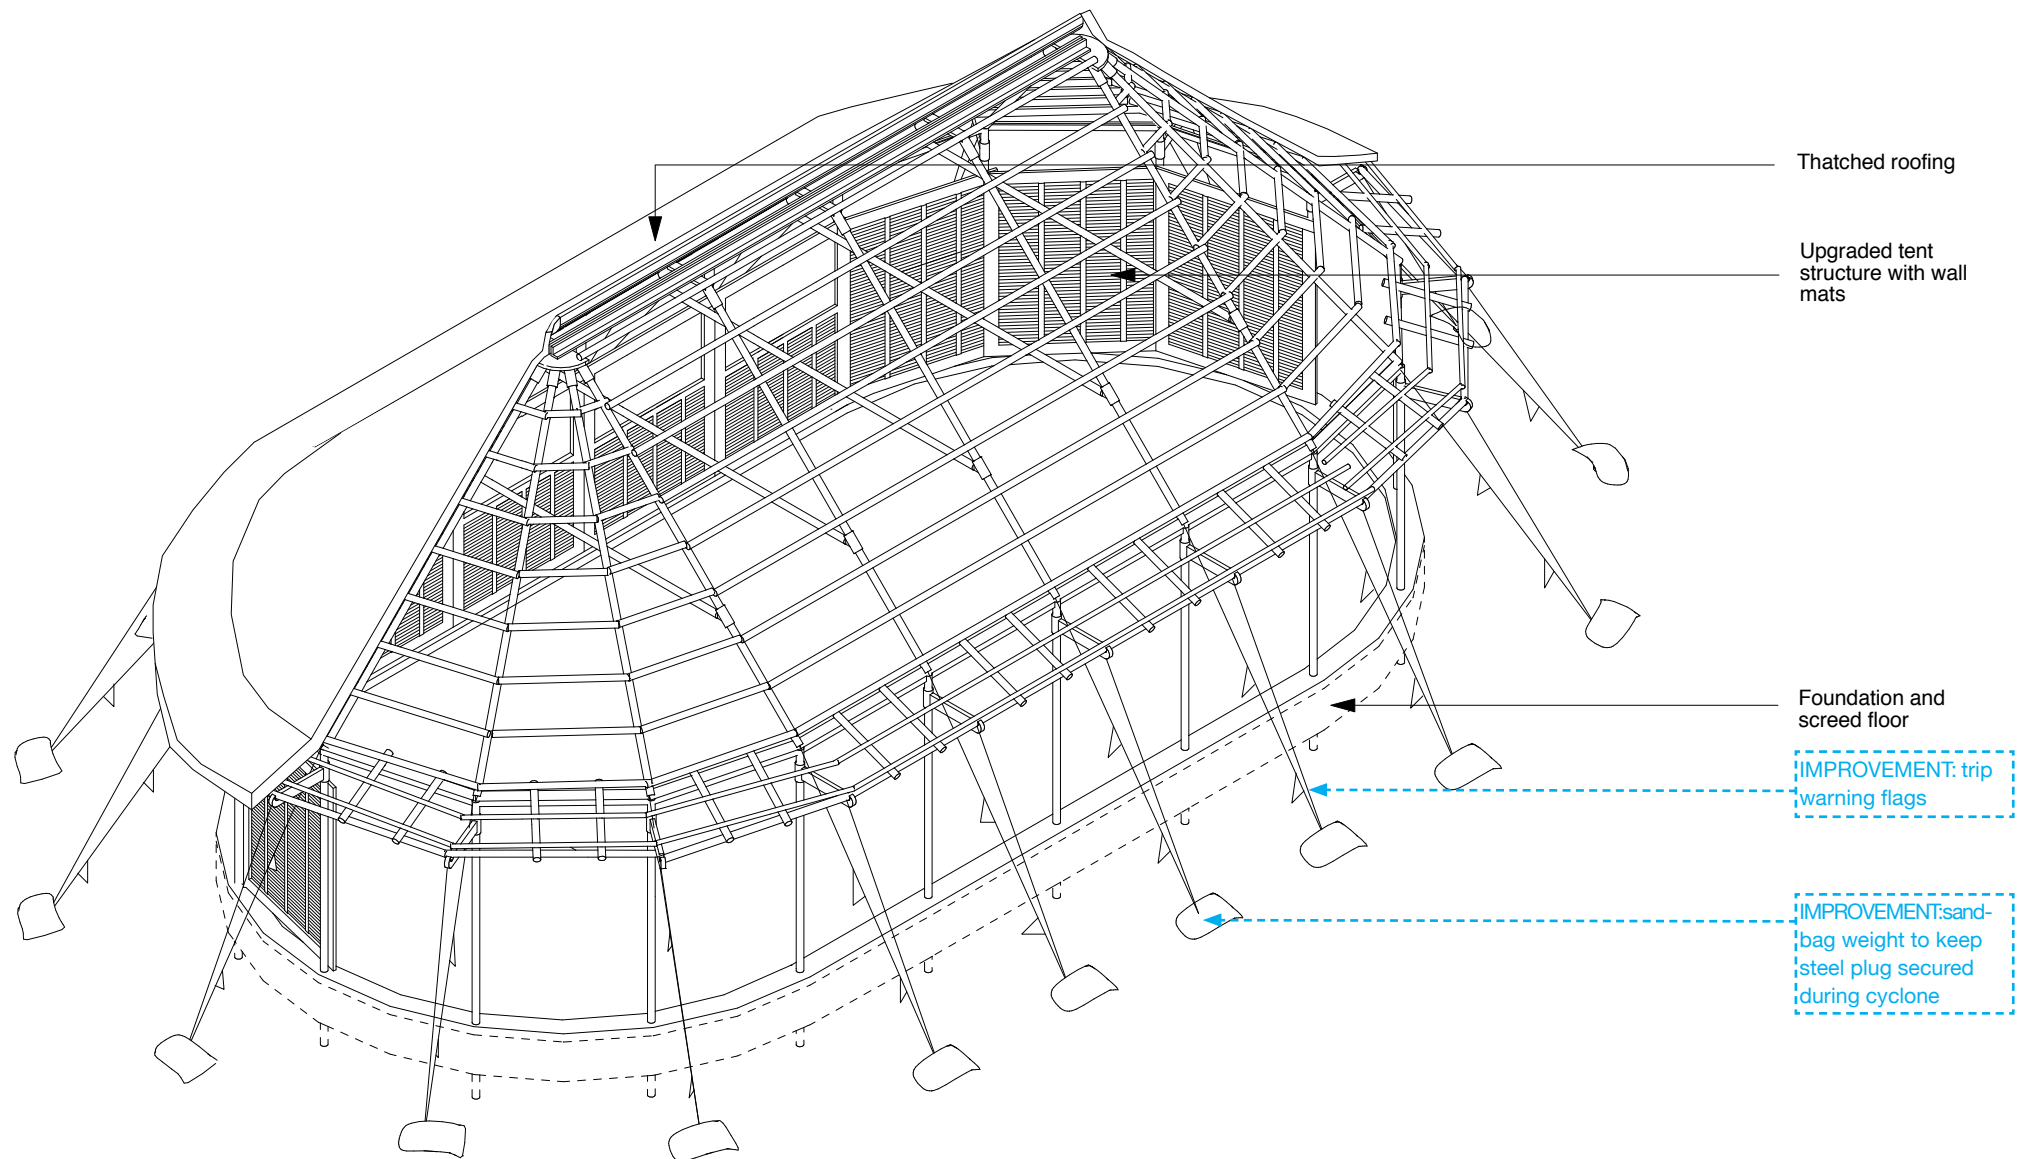 Thatched roofing
Upgraded tent
structure with wall
mats
Foundation and
screed floor
IMPROVEMENT: trip
warning flags
IMPROVEMENT:sand-
bag weight to keep
steel plug secured
during cyclone